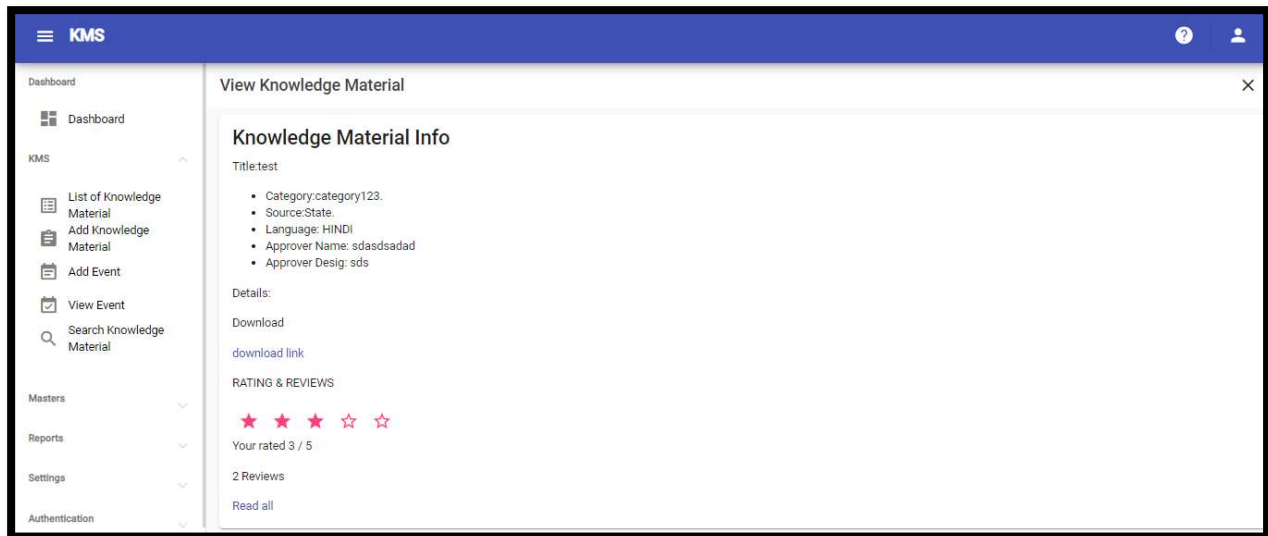 KMS
Dashboard
Dashboard
KMS
List of Knowledge
Material
Add Knowledge
Material
Add Event
View Event
Search Knowledge
Material
Masters
Reports
Settings
Authentication
View Knowledge Material
Knowledge Material Info
Title:test
Category:category123.
Source:State.
Language: HINDI
Approver Name: sdasdsadad
Approver Desig: sds
Details:
Download
download link
RATING & REVIEWS
Your rated 3 / 5
2 Reviews
Read all